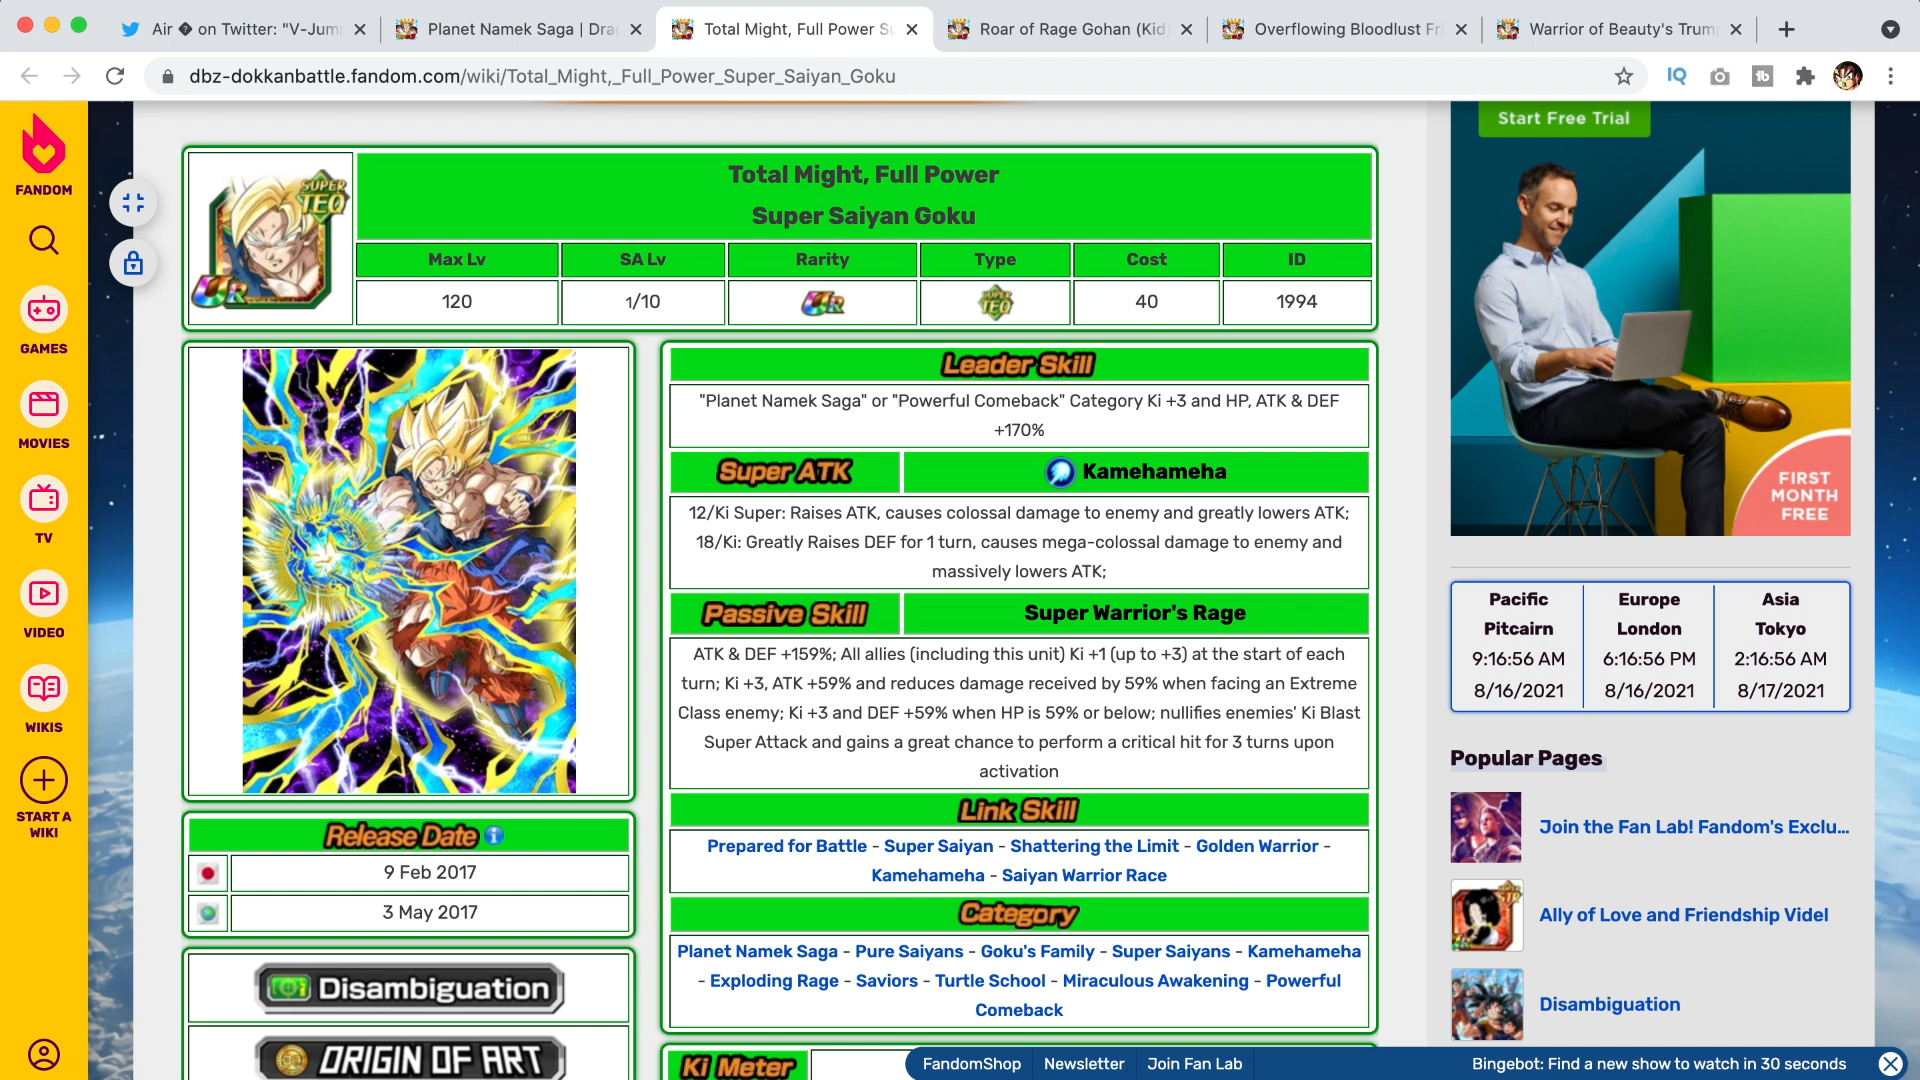 Air � on Twitter: "V-Jum
Planet Namek Saga | Dra
Total Might, Full Power S
Roar of Rage Gohan (Kid
Overflowing Bloodlust Fri
Warrior of Beauty's Trum
dbz-dokkanbattle.fandom.com/wiki/Total_Might,_Full_Power_Super_Saiyan_Goku
IQ
tb
FANDOM
GAMES
MOVIES
TV
VIDEO
WIKIS
START A
WIKI
SUPER
TEQ
UR
Total Might, Full Power
Super Saiyan Goku
Max Lv
SA Lv
Rarity
Type
Cost
ID
120
1/10
UR
SUPER
TEQ
40
1994
Leader Skill
"Planet Namek Saga" or "Powerful Comeback" Category Ki +3 and HP, ATK & DEF
+170%
Super ATK
Kamehameha
12/Ki Super: Raises ATK, causes colossal damage to enemy and greatly lowers ATK;
18/Ki: Greatly Raises DEF for 1 turn, causes mega-colossal damage to enemy and
massively lowers ATK;
Passive Skill
Super Warrior's Rage
ATK & DEF +159%; All allies (including this unit) Ki +1 (up to +3) at the start of each
turn; Ki +3, ATK +59% and reduces damage received by 59% when facing an Extreme
Class enemy; Ki +3 and DEF +59% when HP is 59% or below; nullifies enemies' Ki Blast
Super Attack and gains a great chance to perform a critical hit for 3 turns upon
activation
Link Skill
Prepared for Battle - Super Saiyan - Shattering the Limit - Golden Warrior -
Kamehameha - Saiyan Warrior Race
Category
Planet Namek Saga - Pure Saiyans - Goku's Family - Super Saiyans - Kamehameha
- Exploding Rage - Saviors - Turtle School - Miraculous Awakening - Powerful
Comeback
Ki Meter
Release Date
9 Feb 2017
3 May 2017
Disambiguation
ORIGIN OF ART
Start Free Trial
FIRST
MONTH
FREE
Pacific
Pitcairn
9:16:56 AM
8/16/2021
Europe
London
6:16:56 PM
8/16/2021
Asia
Tokyo
2:16:56 AM
8/17/2021
Popular Pages
Join the Fan Lab! Fandom's Exclu...
Ally of Love and Friendship Videl
Disambiguation
FandomShop
Newsletter
Join Fan Lab
Bingebot: Find a new show to watch in 30 seconds